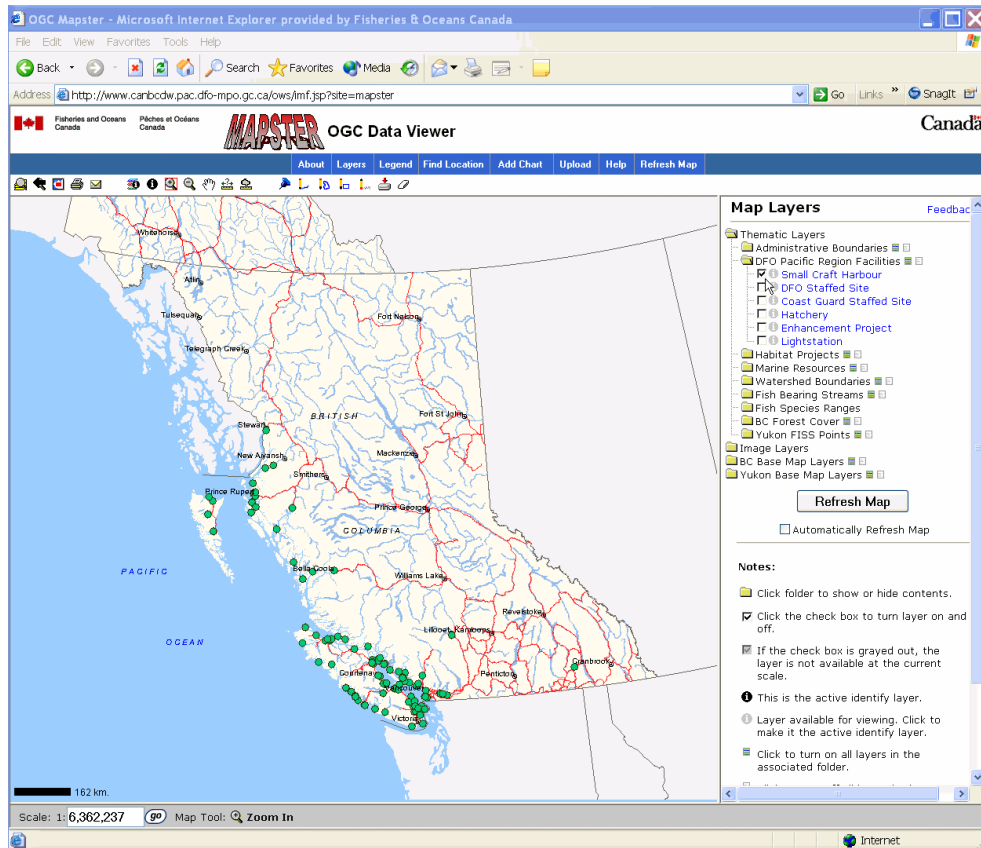 OGC Mapster - Microsoft Internet Explorer provided by Fisheries & Oceans Canada
File Edit View Favorites Tools Help
Back Search Favorites Media
Address http://www.canbcdw.pac.dfo-mpo.gc.ca/ows/imf.jsp?site=mapster Go Links » SnagIt
Fisheries and Oceans Canada Pêches et Océans Canada
MAPSTER OGC Data Viewer
Canada
About Layers Legend Find Location Add Chart Upload Help Refresh Map
Whitehorse
Atlin
Tulsequah
Fort Nelson
Telegraph Creek
BRITISH
Fort St John
Stewart
New Aiyansh
Mackenzie
Smithers
Prince Rupert
Prince George
COLUMBIA
PACIFIC
Bella Coola
Williams Lake
Revelstoke
OCEAN
Lillooet Kamloops
Courtenay
Cranbrook
Penticton
Vancouver
Victoria
162 km.
Map Layers Feedbac
Thematic Layers
Administrative Boundaries
DFO Pacific Region Facilities
Small Craft Harbour
DFO Staffed Site
Coast Guard Staffed Site
Hatchery
Enhancement Project
Lightstation
Habitat Projects
Marine Resources
Watershed Boundaries
Fish Bearing Streams
Fish Species Ranges
BC Forest Cover
Yukon FISS Points
Image Layers
BC Base Map Layers
Yukon Base Map Layers
Refresh Map
Automatically Refresh Map
Notes:
Click folder to show or hide contents.
Click the check box to turn layer on and
off.
If the check box is grayed out, the
layer is not available at the current
scale.
This is the active identify layer.
Layer available for viewing. Click to
make it the active identify layer.
Click to turn on all layers in the
associated folder.
Scale: 1: 6,362,237 go Map Tool: Zoom In
Internet